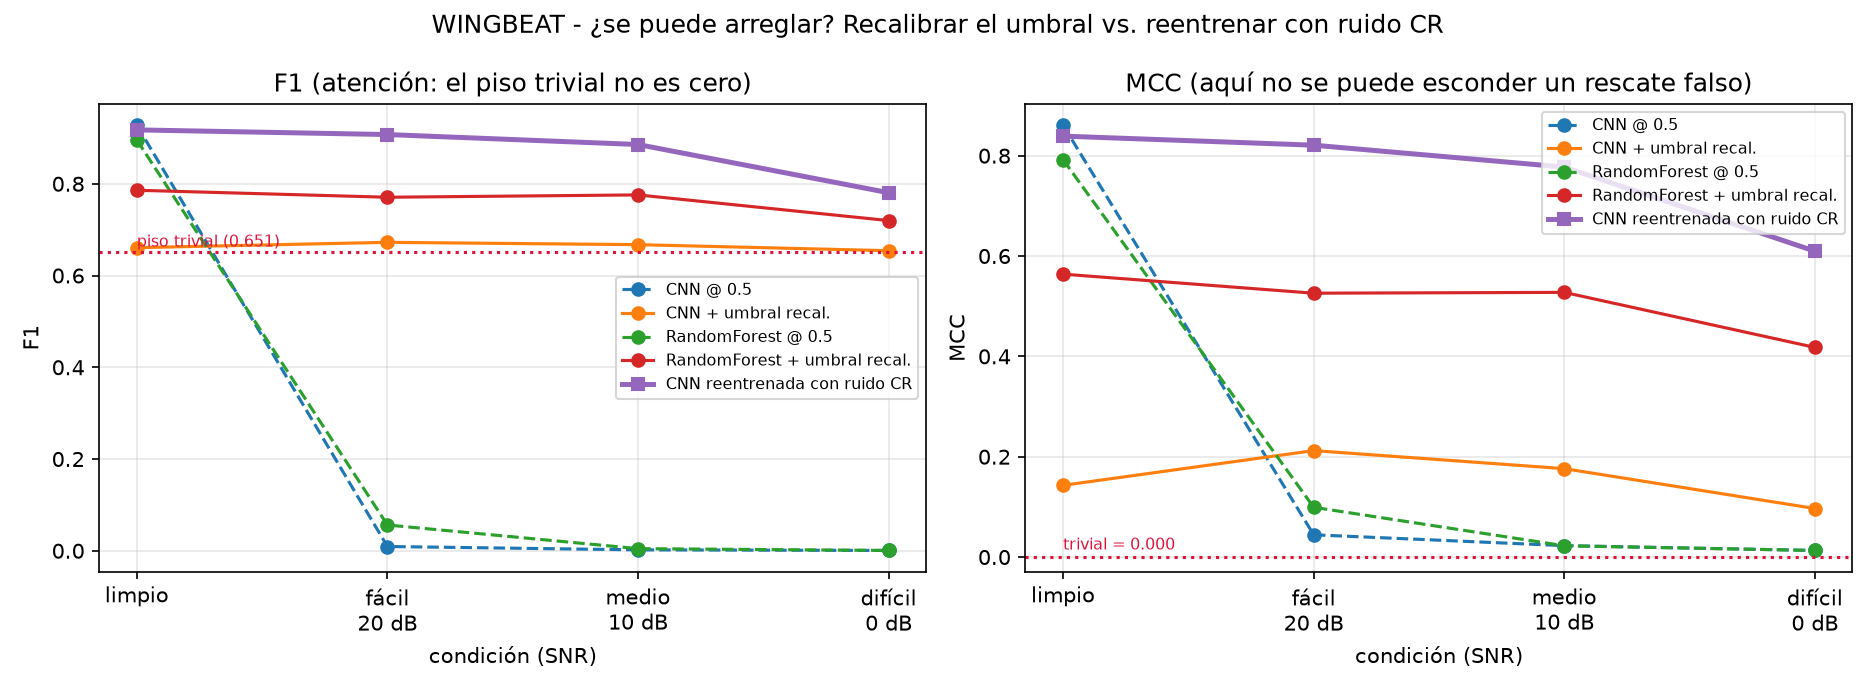 WINGBEAT - ¿se puede arreglar? Recalibrar el umbral vs. reentrenar con ruido CR
F1 (atención: el piso trivial no es cero)
F1
0.8
0.6
0.4
0.2
0.0
piso trivial (0.651)
CNN @ 0.5
CNN + umbral recal.
RandomForest @ 0.5
RandomForest + umbral recal.
CNN reentrenada con ruido CR
limpio
fácil
20 dB
medio
10 dB
difícil
0 dB
condición (SNR)
MCC (aquí no se puede esconder un rescate falso)
MCC
0.8
0.6
0.4
0.2
0.0
CNN @ 0.5
CNN + umbral recal.
RandomForest @ 0.5
RandomForest + umbral recal.
CNN reentrenada con ruido CR
trivial = 0.000
limpio
fácil
20 dB
medio
10 dB
difícil
0 dB
condición (SNR)